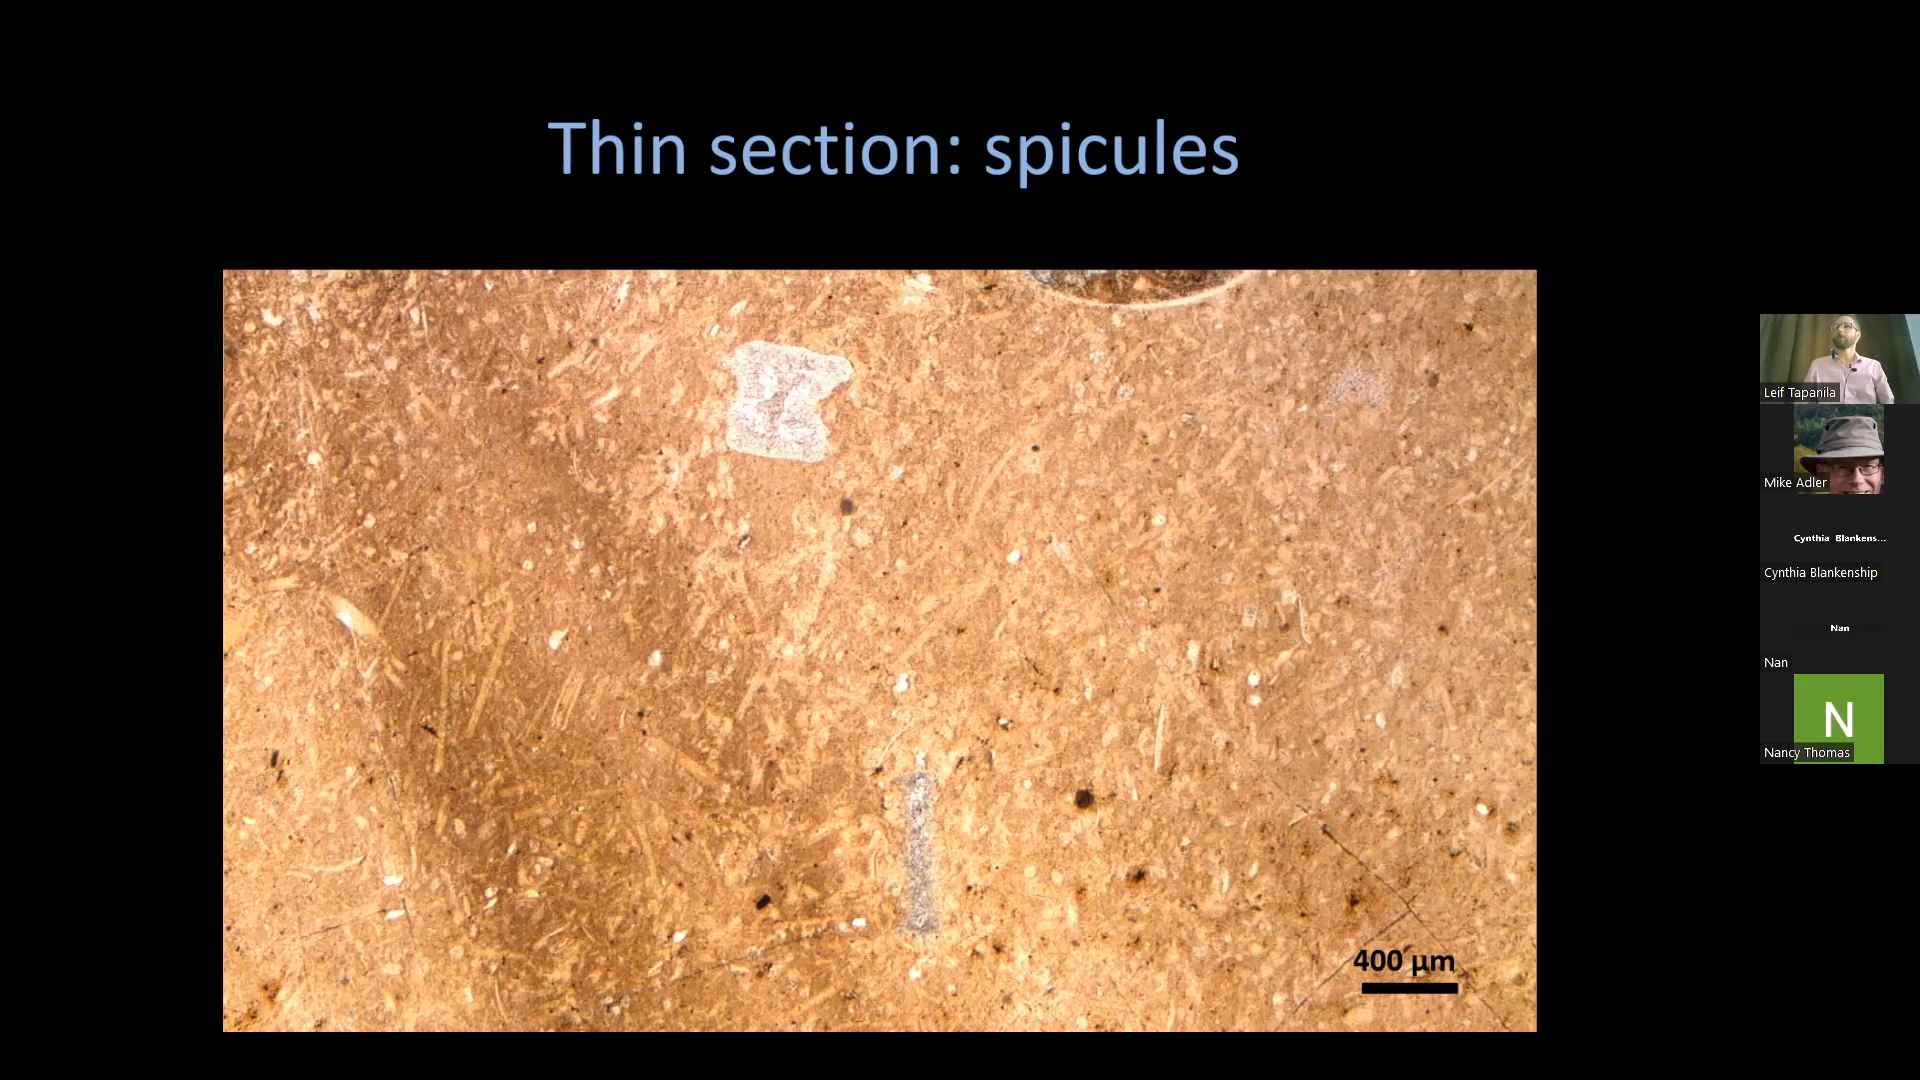 Thin section: spicules
400 µm
Leif Tapanila
Mike Adler
Cynthia Blankens...
Cynthia Blankenship
Nan
Nan
N
Nancy Thomas